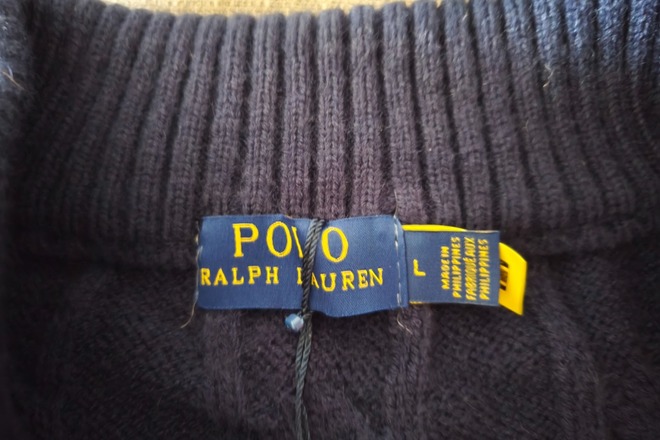 POLO
RALPH LAUREN
L
MADE IN
PHILIPPINES
FABRIQUÉ AUX
PHILIPPINES